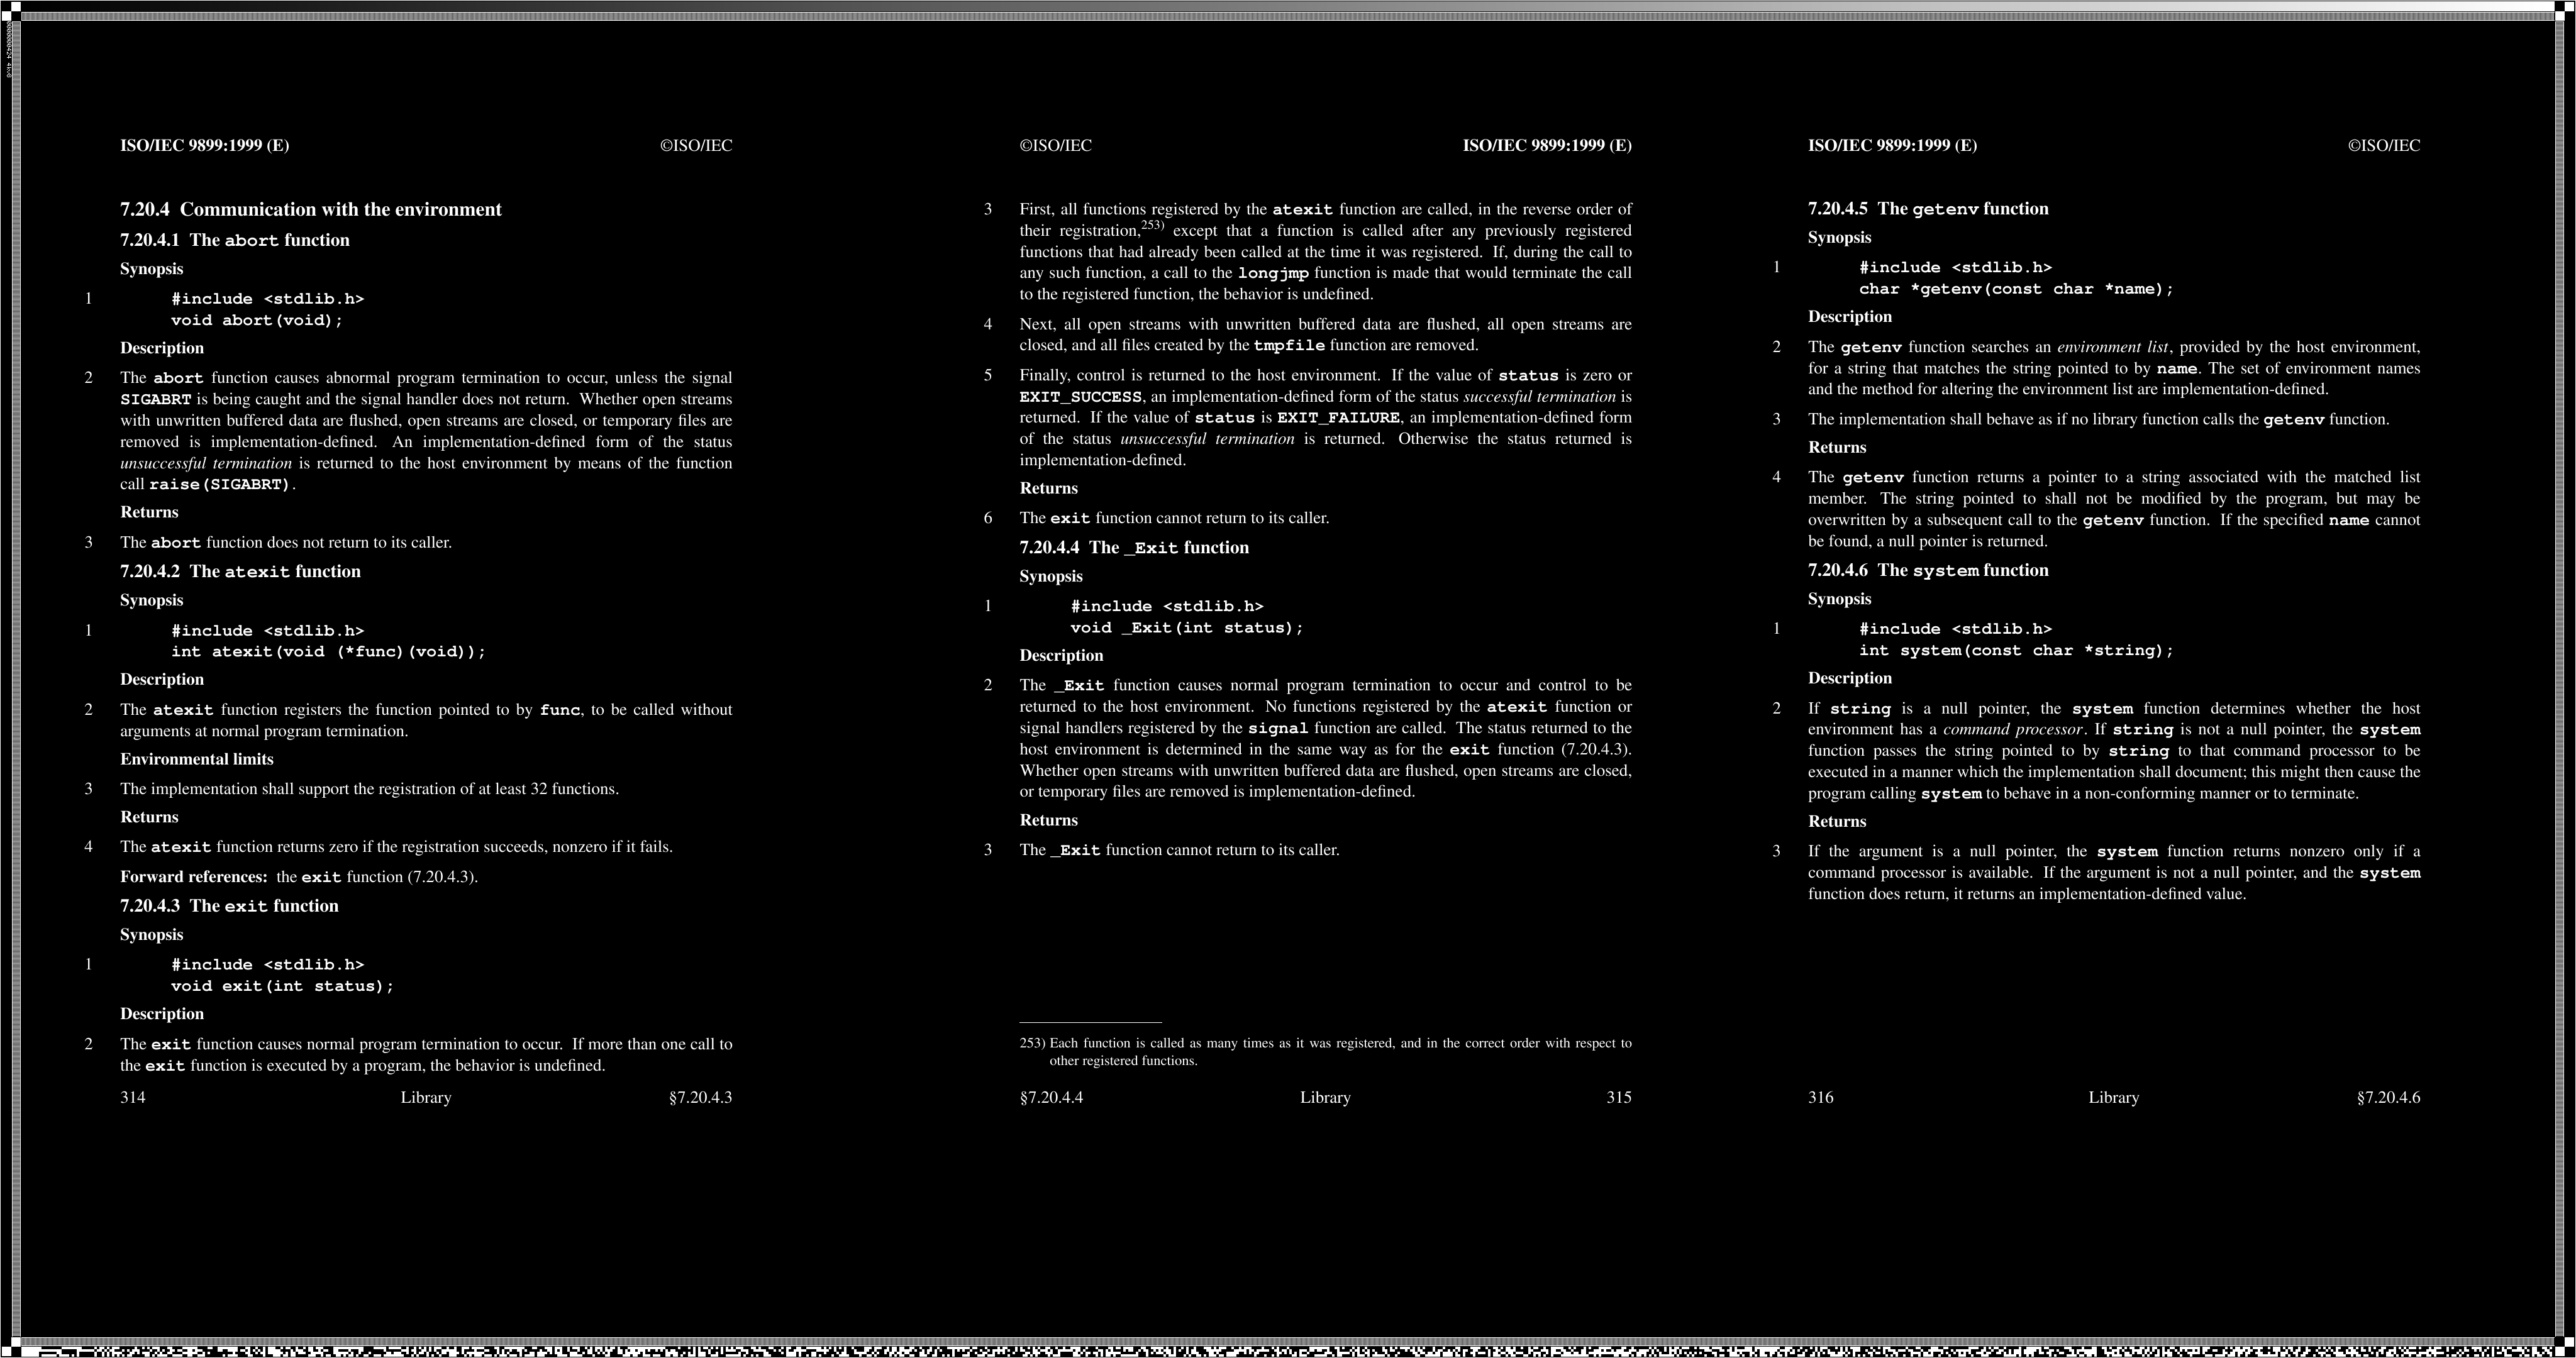 ISO/IEC 9899:1999 (E) ©ISO/IEC
7.20.4 Communication with the environment
7.20.4.1 The abort function
Synopsis
1 #include <stdlib.h>
void abort(void);
Description
2 The abort function causes abnormal program termination to occur, unless the signal
SIGABRT is being caught and the signal handler does not return. Whether open streams
with unwritten buffered data are flushed, open streams are closed, or temporary files are
removed is implementation-defined. An implementation-defined form of the status
unsuccessful termination is returned to the host environment by means of the function
call raise(SIGABRT).
Returns
3 The abort function does not return to its caller.
7.20.4.2 The atexit function
Synopsis
1 #include <stdlib.h>
int atexit(void (*func)(void));
Description
2 The atexit function registers the function pointed to by func, to be called without
arguments at normal program termination.
Environmental limits
3 The implementation shall support the registration of at least 32 functions.
Returns
4 The atexit function returns zero if the registration succeeds, nonzero if it fails.
Forward references: the exit function (7.20.4.3).
7.20.4.3 The exit function
Synopsis
1 #include <stdlib.h>
void exit(int status);
Description
2 The exit function causes normal program termination to occur. If more than one call to
the exit function is executed by a program, the behavior is undefined.
314 Library §7.20.4.3
©ISO/IEC ISO/IEC 9899:1999 (E)
3 First, all functions registered by the atexit function are called, in the reverse order of
their registration,253) except that a function is called after any previously registered
functions that had already been called at the time it was registered. If, during the call to
any such function, a call to the longjmp function is made that would terminate the call
to the registered function, the behavior is undefined.
4 Next, all open streams with unwritten buffered data are flushed, all open streams are
closed, and all files created by the tmpfile function are removed.
5 Finally, control is returned to the host environment. If the value of status is zero or
EXIT_SUCCESS, an implementation-defined form of the status successful termination is
returned. If the value of status is EXIT_FAILURE, an implementation-defined form
of the status unsuccessful termination is returned. Otherwise the status returned is
implementation-defined.
Returns
6 The exit function cannot return to its caller.
7.20.4.4 The _Exit function
Synopsis
1 #include <stdlib.h>
void _Exit(int status);
Description
2 The _Exit function causes normal program termination to occur and control to be
returned to the host environment. No functions registered by the atexit function or
signal handlers registered by the signal function are called. The status returned to the
host environment is determined in the same way as for the exit function (7.20.4.3).
Whether open streams with unwritten buffered data are flushed, open streams are closed,
or temporary files are removed is implementation-defined.
Returns
3 The _Exit function cannot return to its caller.
253) Each function is called as many times as it was registered, and in the correct order with respect to
other registered functions.
§7.20.4.4 Library 315
ISO/IEC 9899:1999 (E) ©ISO/IEC
7.20.4.5 The getenv function
Synopsis
1 #include <stdlib.h>
char *getenv(const char *name);
Description
2 The getenv function searches an environment list, provided by the host environment,
for a string that matches the string pointed to by name. The set of environment names
and the method for altering the environment list are implementation-defined.
3 The implementation shall behave as if no library function calls the getenv function.
Returns
4 The getenv function returns a pointer to a string associated with the matched list
member. The string pointed to shall not be modified by the program, but may be
overwritten by a subsequent call to the getenv function. If the specified name cannot
be found, a null pointer is returned.
7.20.4.6 The system function
Synopsis
1 #include <stdlib.h>
int system(const char *string);
Description
2 If string is a null pointer, the system function determines whether the host
environment has a command processor. If string is not a null pointer, the system
function passes the string pointed to by string to that command processor to be
executed in a manner which the implementation shall document; this might then cause the
program calling system to behave in a non-conforming manner or to terminate.
Returns
3 If the argument is a null pointer, the system function returns nonzero only if a
command processor is available. If the argument is not a null pointer, and the system
function does return, it returns an implementation-defined value.
316 Library §7.20.4.6